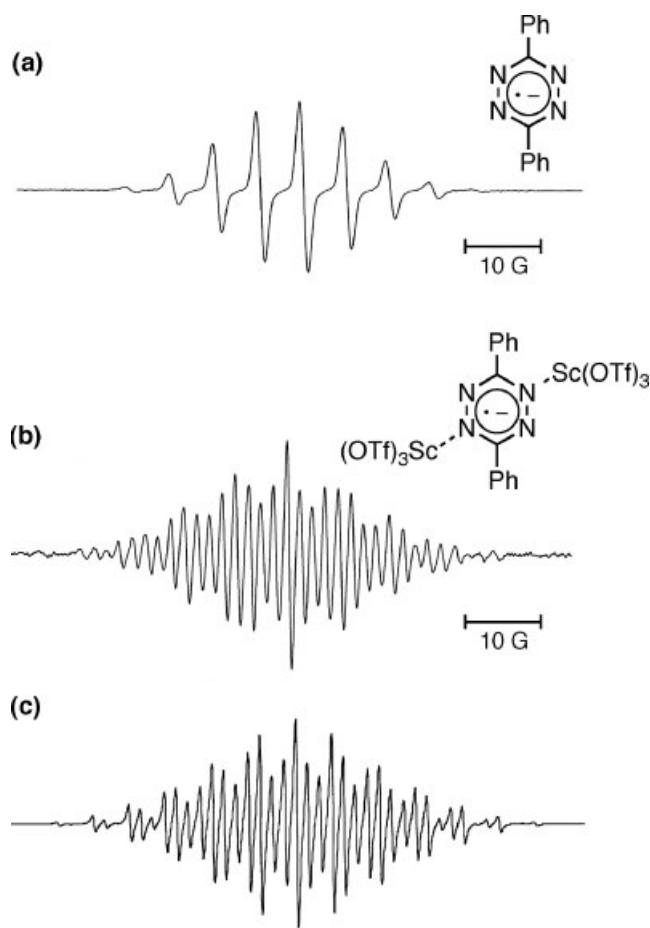 (a)
Ph
N N
N N
• –
Ph
10 G
(b)
Ph
N N
Sc(OTf)3
N N
• –
(OTf)3Sc
Ph
10 G
(c)